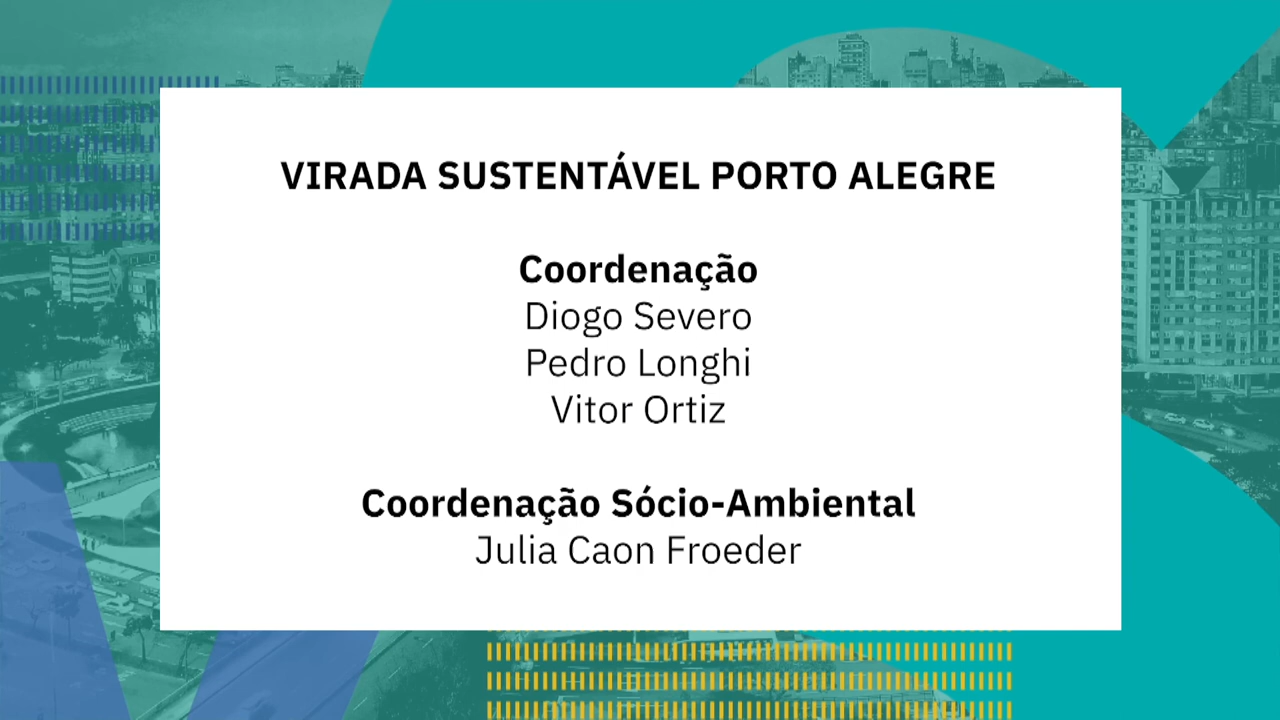 VIRADA SUSTENTÁVEL PORTO ALEGRE
Coordenação
Diogo Severo
Pedro Longhi
Vitor Ortiz
Coordenação Sócio-Ambiental
Julia Caon Froeder